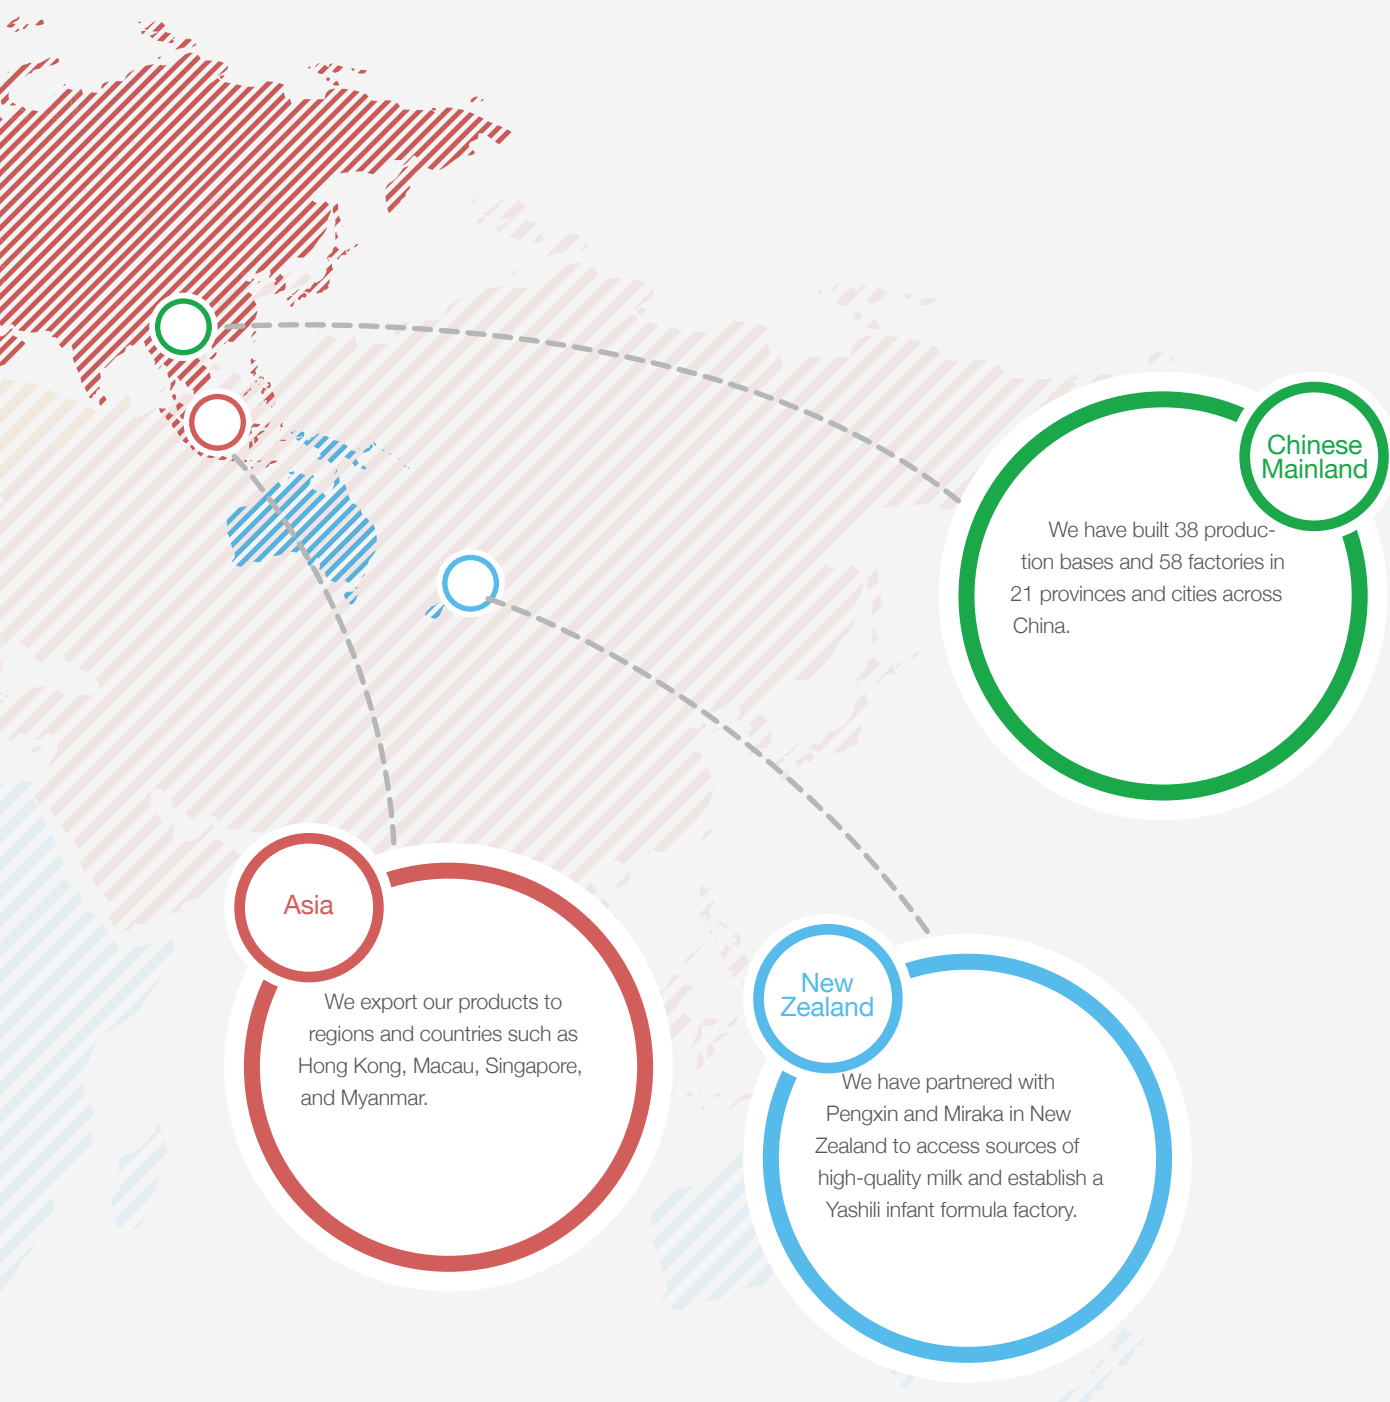 Chinese
Mainland
We have built 38 produc-
tion bases and 58 factories in
21 provinces and cities across
China.
Asia
We export our products to
regions and countries such as
Hong Kong, Macau, Singapore,
and Myanmar.
New
Zealand
We have partnered with
Pengxin and Miraka in New
Zealand to access sources of
high-quality milk and establish a
Yashili infant formula factory.